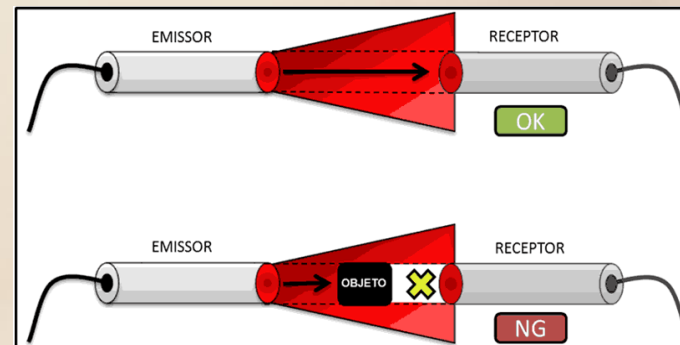 EMISSOR
RECEPTOR
OK
EMISSOR
RECEPTOR
OBJETO
NG